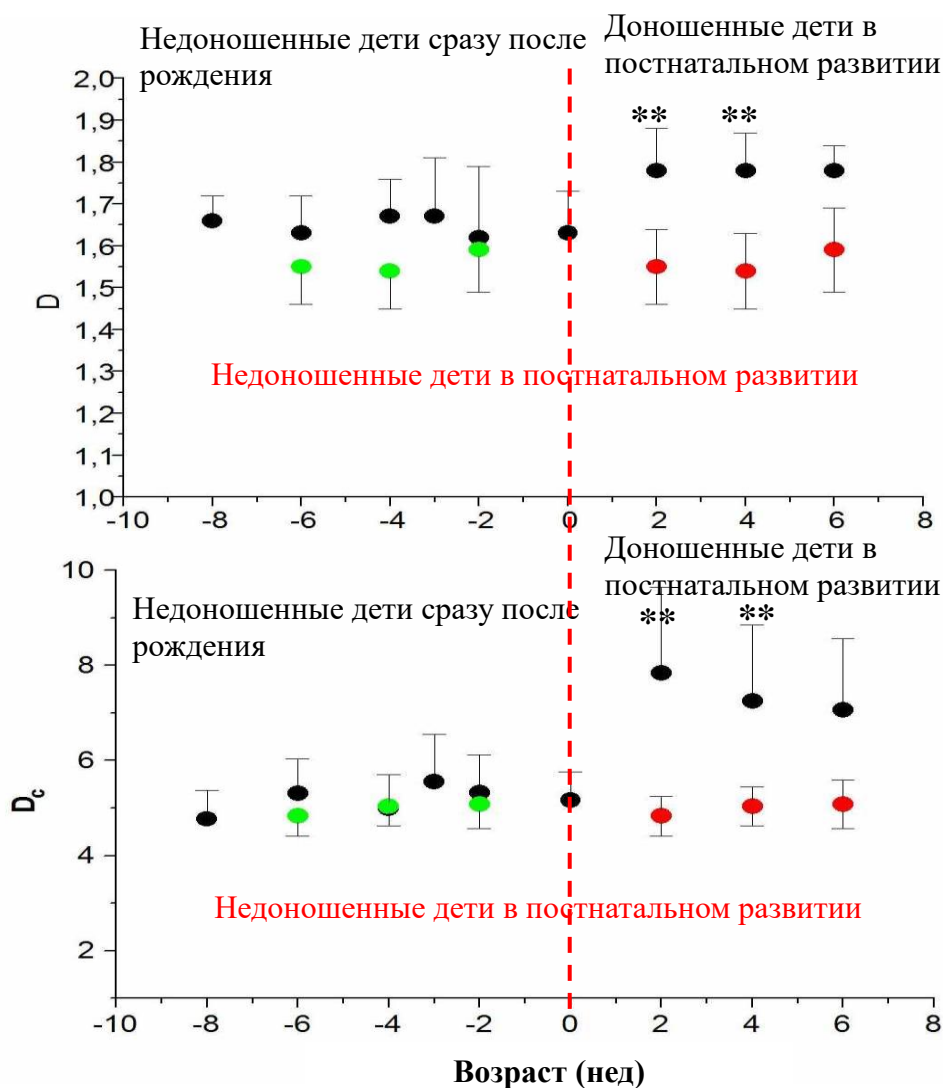 Недоношенные дети сразу после
рождения
Доношенные дети в
постнатальном развитии
2,0
1,9
1,8
1,7
1,6
1,5
1,4
1,3
1,2
1,1
1,0
D
** **
Недоношенные дети в постнатальном развитии
-10 -8 -6 -4 -2 0 2 4 6 8
Доношенные дети в
постнатальном развитии
Недоношенные дети сразу после
рождения
** **
10
8
6
4
2
Dc
Недоношенные дети в постнатальном развитии
-10 -8 -6 -4 -2 0 2 4 6 8
Возраст (нед)